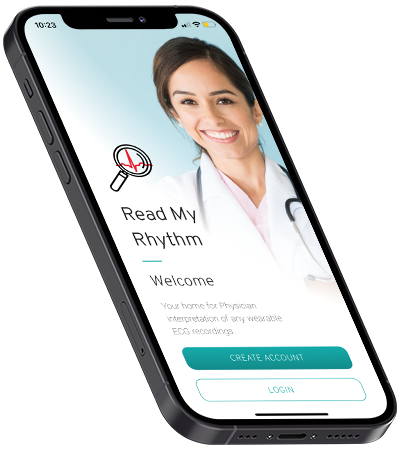 10:23
Read My
Rhythm
Welcome
Your home for Physician
interpretation of any wearable
ECG recordings
CREATE ACCOUNT
LOGIN